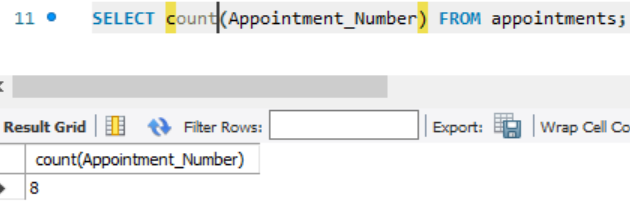 11 SELECT count(Appointment_Number) FROM appointments;
Result Grid Filter Rows: Export: Wrap Cell Co
count(Appointment_Number)
8